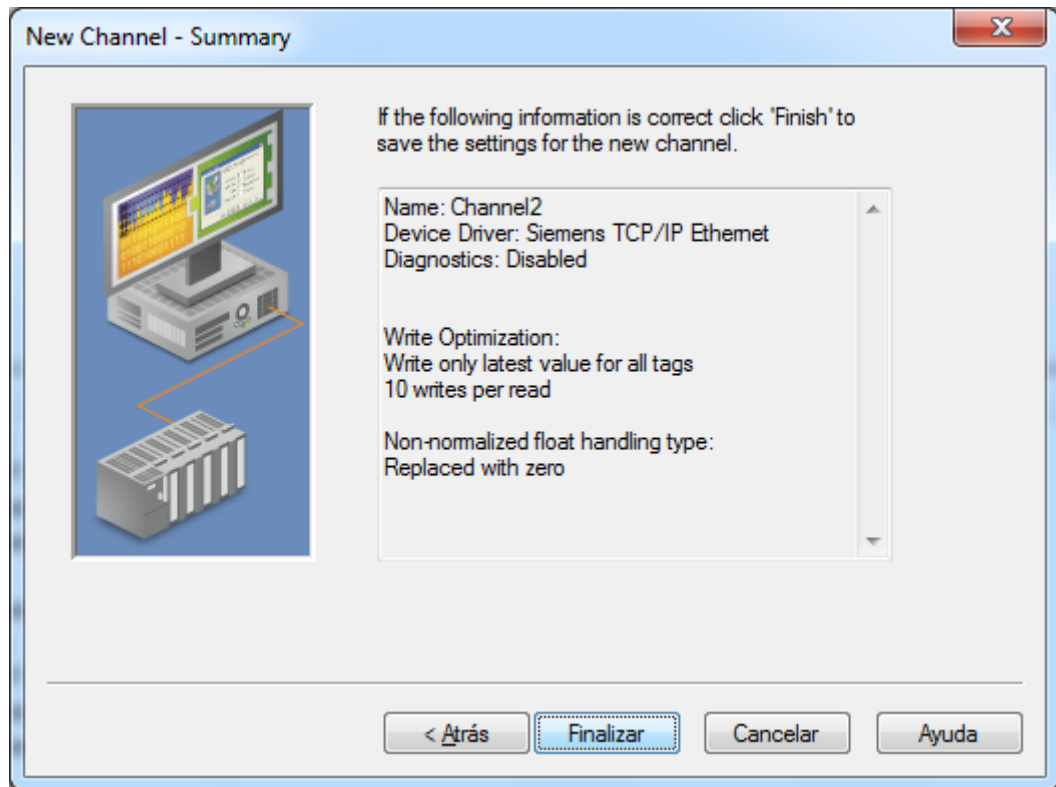 New Channel - Summary
If the following information is correct click 'Finish' to
save the settings for the new channel.
Name: Channel2
Device Driver: Siemens TCP/IP Ethernet
Diagnostics: Disabled
Write Optimization:
Write only latest value for all tags
10 writes per read
Non-normalized float handling type:
Replaced with zero
< Atrás
Finalizar
Cancelar
Ayuda